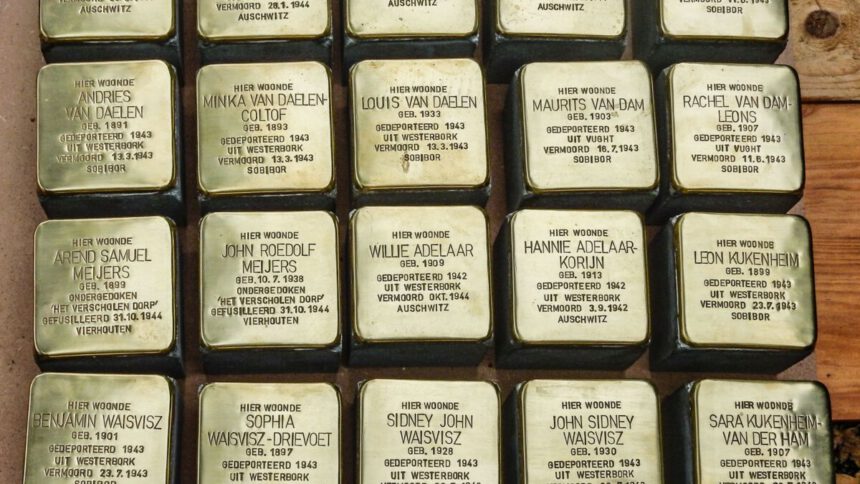 AUSCHWITZ
VERMOORD 28.1. 1944
AUSCHWITZ
AUSCHWITZ
AUSCHWITZ
SOBIBOR
HIER WOONDE
ANDRIES
VAN DAELEN
GEB. 1891
GEDEPORTEERD 1943
UIT WESTERBORK
VERMOORD 13.3.1943
SOBIBOR
HIER WOONDE
MINKA VAN DAELEN-
COLTOF
GEB. 1893
GEDEPORTEERD 1943
UIT WESTERBORK
VERMOORD 13.3.1943
SOBIBOR
HIER WOONDE
LOUIS VAN DAELEN
GEB. 1933
GEDEPORTEERD 1943
UIT WESTERBORK
VERMOORD 13.3.1943
SOBIBOR
HIER WOONDE
MAURITS VAN DAM
GEB. 1903
GEDEPORTEERD 1943
UIT VUGHT
VERMOORD 16.7.1943
SOBIBOR
HIER WOONDE
RACHEL VAN DAM-
LEONS
GEB. 1907
GEDEPORTEERD 1943
UIT VUGHT
VERMOORD 11.6.1943
SOBIBOR
HIER WOONDE
AREND SAMUEL
MEIJERS
GEB. 1899
ONDERGEDOKEN
'HET VERSCHOLEN DORP'
GEFUSILLEERD 31.10.1944
VIERHOUTEN
HIER WOONDE
JOHN ROEDOLF
MEIJERS
GEB. 10.7. 1938
ONDERGEDOKEN
'HET VERSCHOLEN DORP'
GEFUSILLEERD 31.10.1944
VIERHOUTEN
HIER WOONDE
WILLIE ADELAAR
GEB. 1909
GEDEPORTEERD 1942
UIT WESTERBORK
VERMOORD OKT. 1944
AUSCHWITZ
HIER WOONDE
HANNIE ADELAAR-
KORIJN
GEB. 1913
GEDEPORTEERD 1942
UIT WESTERBORK
VERMOORD 3.9.1942
AUSCHWITZ
HIER WOONDE
LEON KUKENHEIM
GEB. 1899
GEDEPORTEERD 1943
UIT WESTERBORK
VERMOORD 23.7.1943
SOBIBOR
HIER WOONDE
BENJAMIN WAISVISZ
GEB. 1901
GEDEPORTEERD 1943
UIT WESTERBORK
VERMOORD 23.7.1943
HIER WOONDE
SOPHIA
WAISVISZ-DRIEVOET
GEB. 1897
GEDEPORTEERD 1943
UIT WESTERBORK
HIER WOONDE
SIDNEY JOHN
WAISVISZ
GEB. 1928
GEDEPORTEERD 1943
UIT WESTERBORK
HIER WOONDE
JOHN SIDNEY
WAISVISZ
GEB. 1930
GEDEPORTEERD 1943
UIT WESTERBORK
HIER WOONDE
SARA KUKENHEIM-
VAN DER HAM
GEB. 1907
GEDEPORTEERD 1943
UIT WESTERBORK